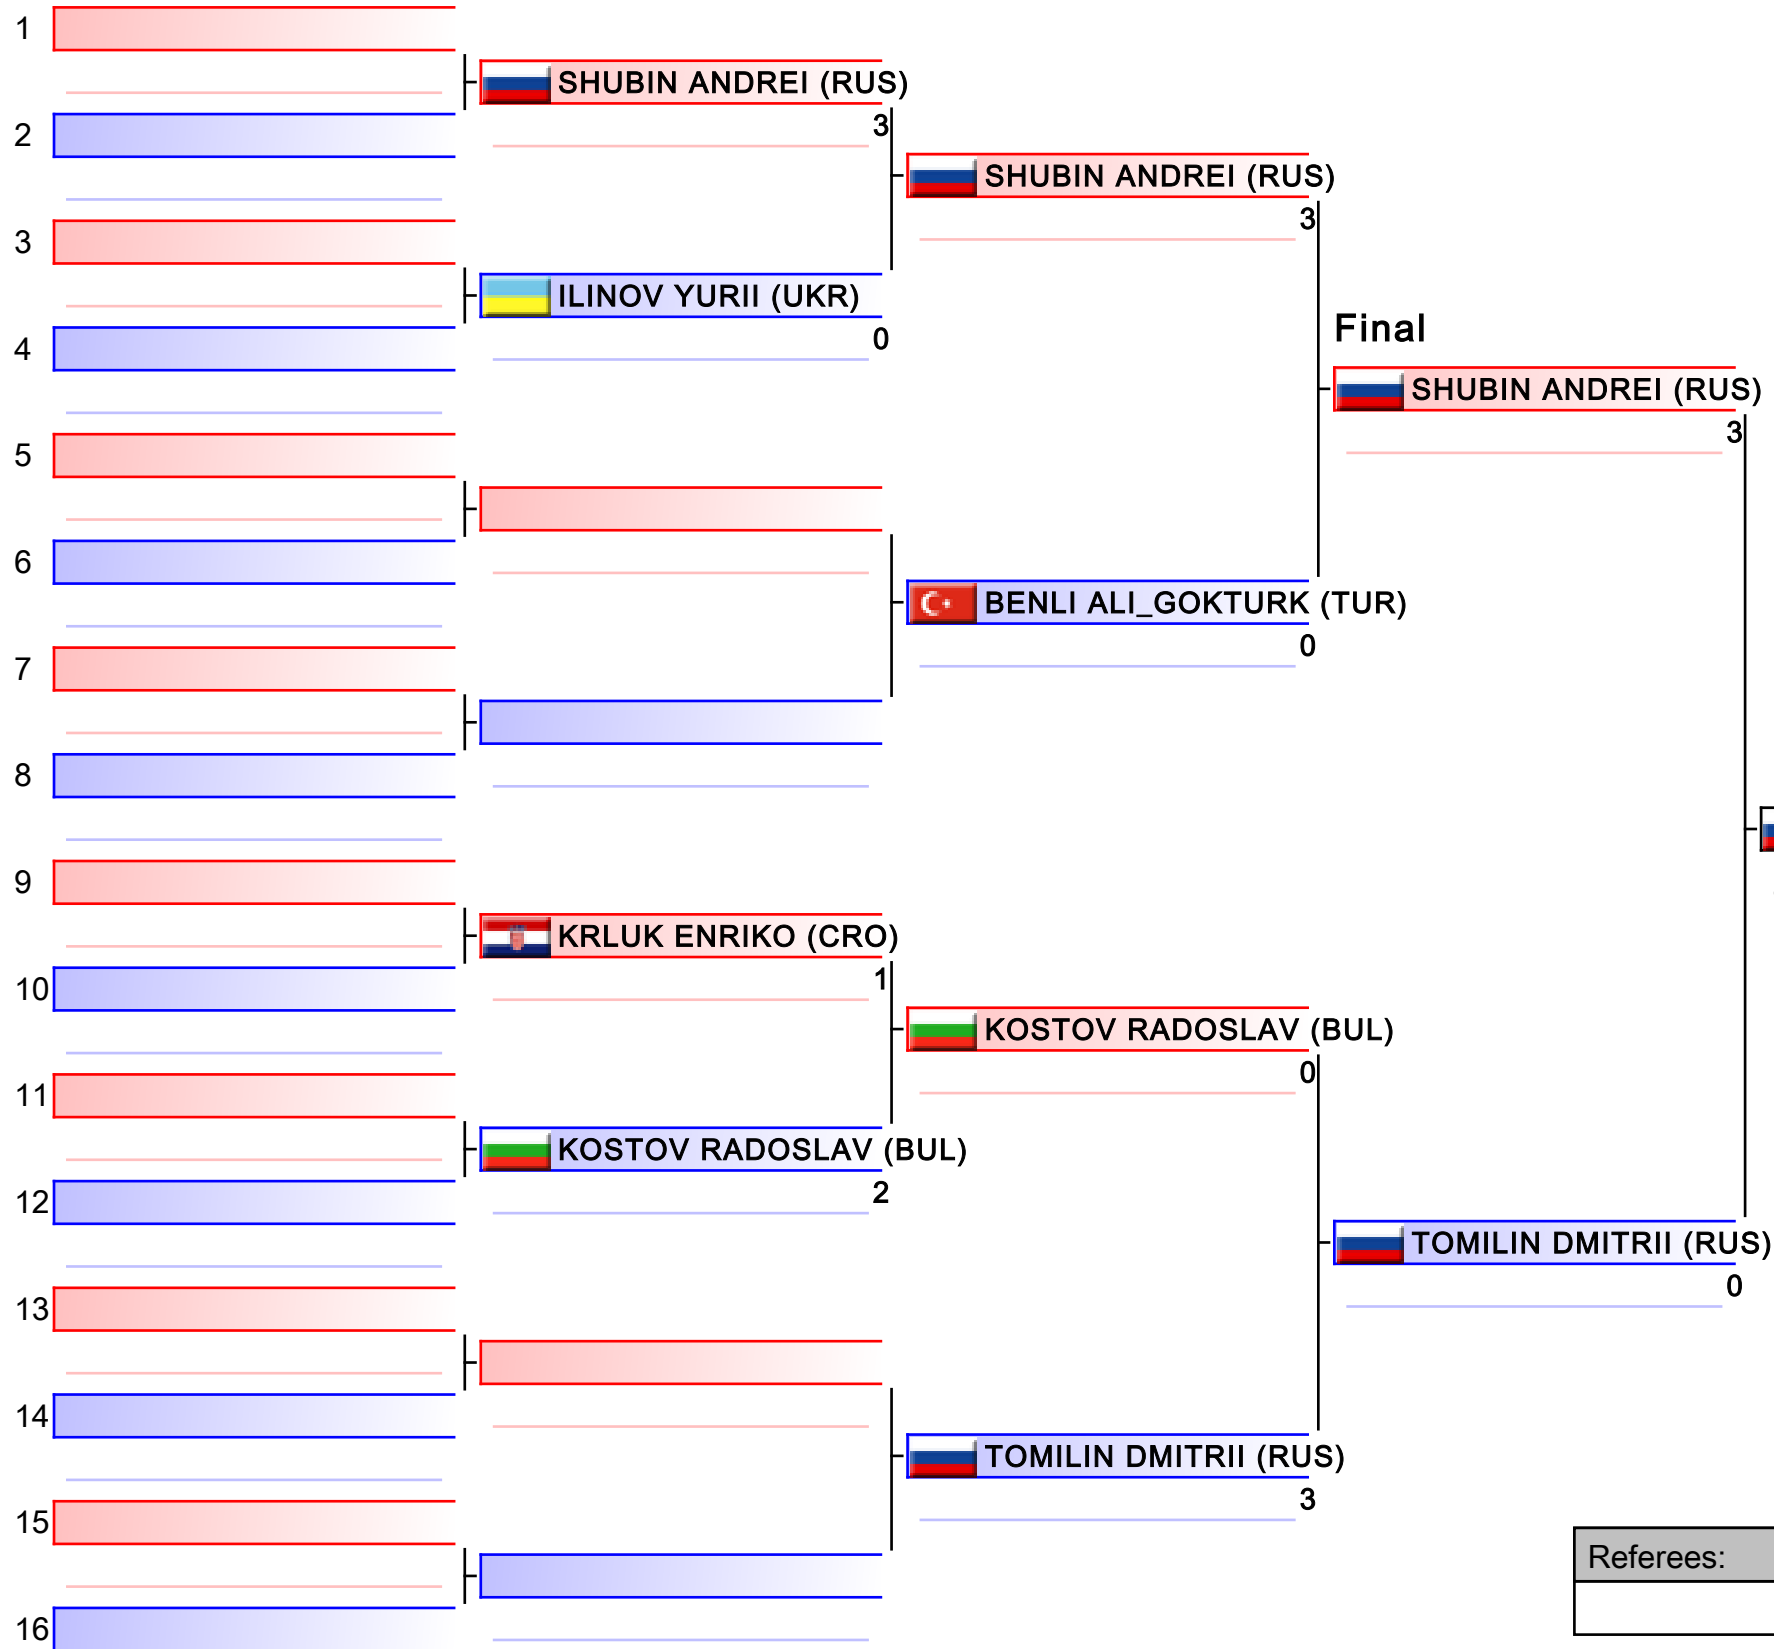 1
SHUBIN ANDREI (RUS)
3
2
SHUBIN ANDREI (RUS)
3
3
ILINOV YURII (UKR)
0
4
Final
SHUBIN ANDREI (RUS)
3
5
6
BENLI ALI_GOKTURK (TUR)
0
7
8
9
KRLUK ENRIKO (CRO)
1
10
KOSTOV RADOSLAV (BUL)
0
11
KOSTOV RADOSLAV (BUL)
2
12
TOMILIN DMITRII (RUS)
0
13
14
TOMILIN DMITRII (RUS)
3
15
Referees:
16